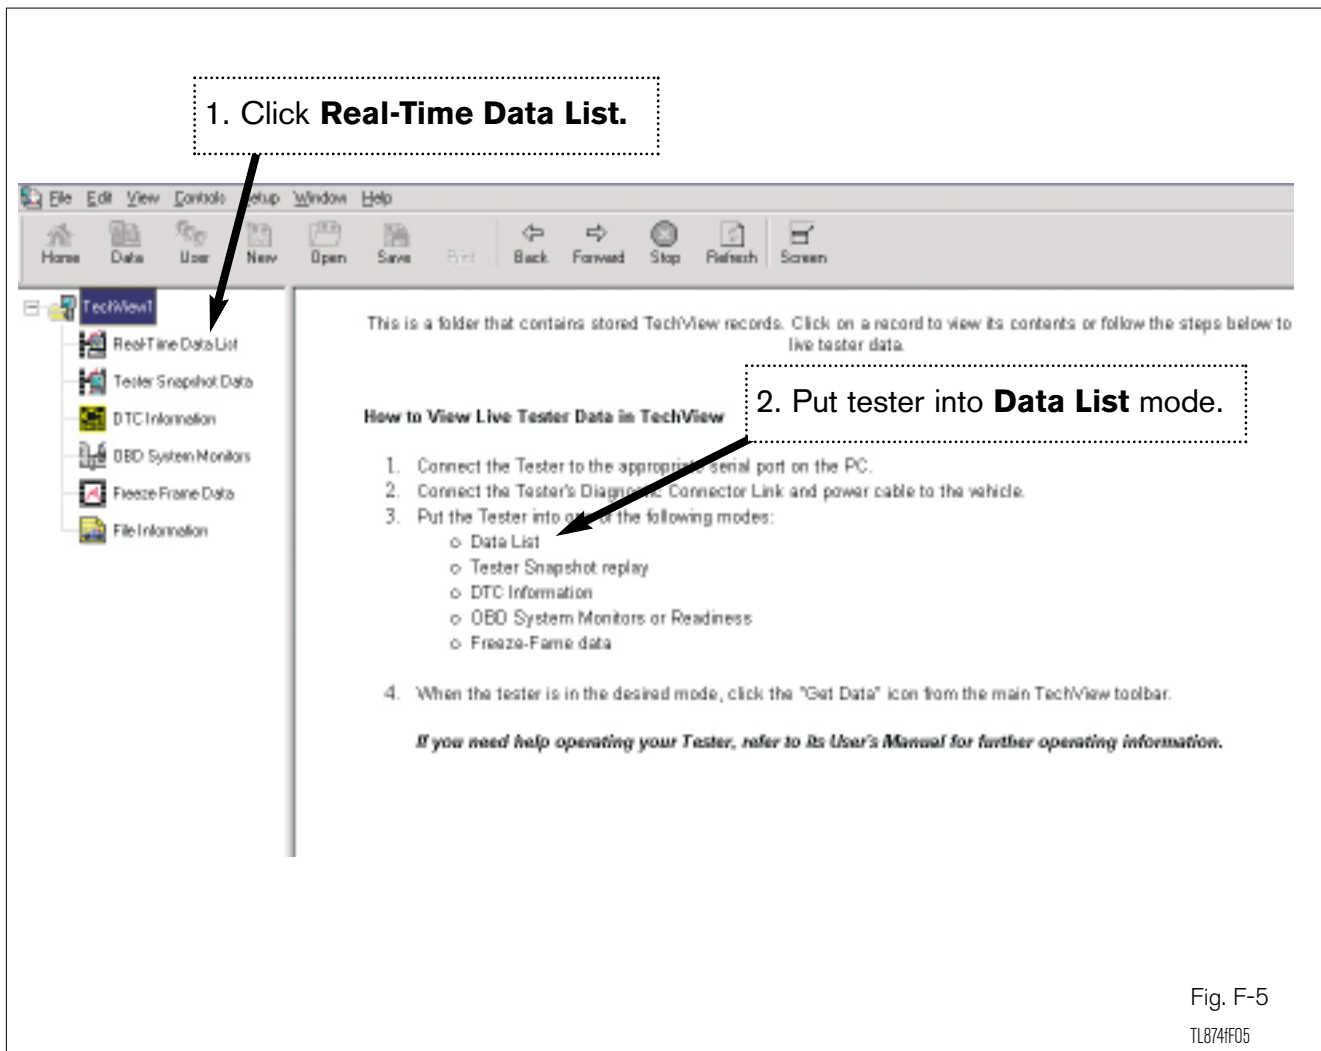 1. Click Real-Time Data List.
File Edit View Controls Setup Window Help
Home Data User New Open Save Print Back Forward Stop Refresh Screen
TechView1
Real-Time Data List
Tester Snapshot Data
DTC Information
OBD System Monitors
Freeze Frame Data
File Information
This is a folder that contains stored TechView records. Click on a record to view its contents or follow the steps below to
live tester data.
2. Put tester into Data List mode.
How to View Live Tester Data in TechView
1. Connect the Tester to the appropriate serial port on the PC.
2. Connect the Tester's Diagnostic Connector Link and power cable to the vehicle.
3. Put the Tester into one of the following modes:
o Data List
o Tester Snapshot replay
o DTC Information
o OBD System Monitors or Readiness
o Freeze-Fame data
4. When the tester is in the desired mode, click the "Get Data" icon from the main TechView toolbar.
If you need help operating your Tester, refer to its User's Manual for further operating information.
Fig. F-5
TL874fF05